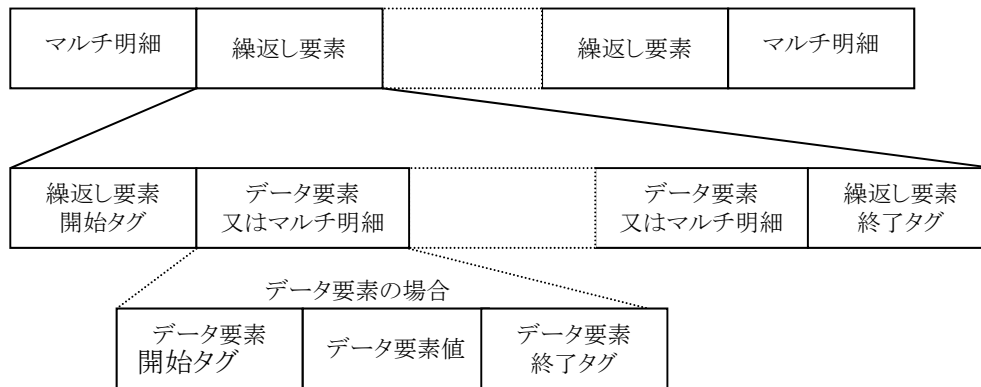 マルチ明細
繰返し要素
繰返し要素
マルチ明細
繰返し要素
開始タグ
データ要素
又はマルチ明細
データ要素
又はマルチ明細
繰返し要素
終了タグ
データ要素の場合
データ要素
開始タグ
データ要素値
データ要素
終了タグ